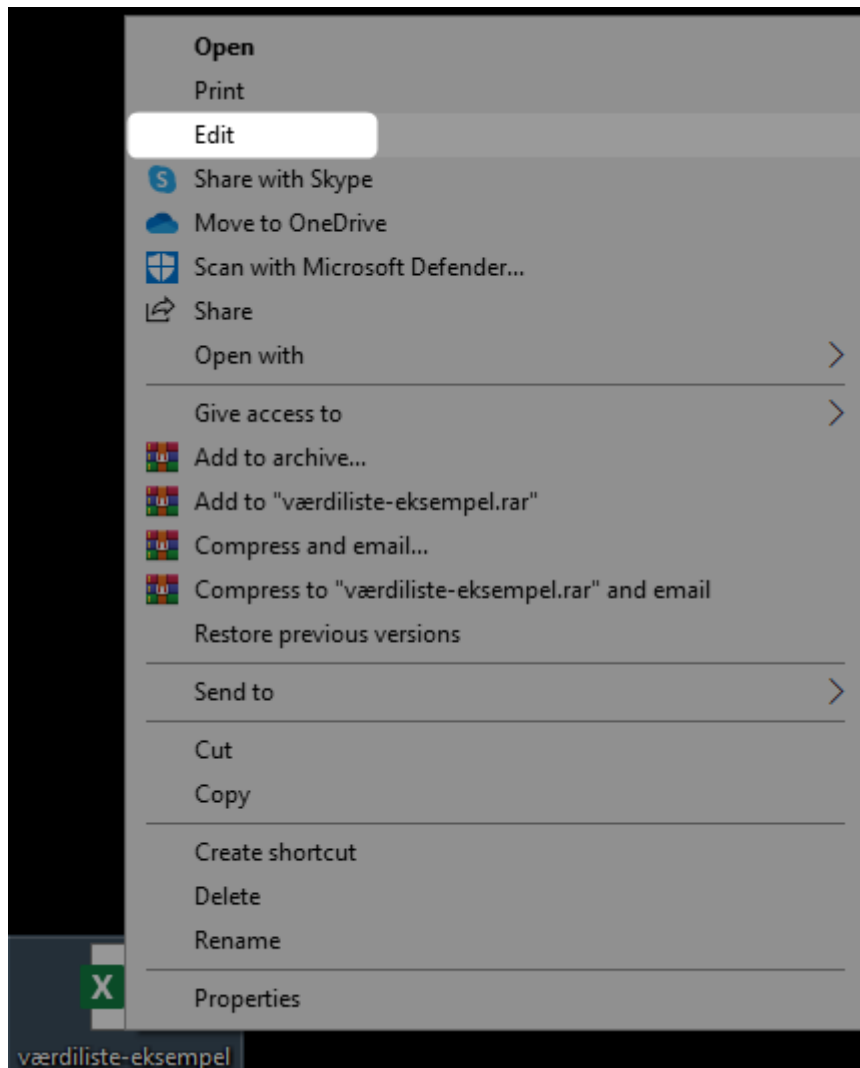 Open
Print
Edit
Share with Skype
Move to OneDrive
Scan with Microsoft Defender...
Share
Open with
Give access to
Add to archive...
Add to "værdiliste-eksempel.rar"
Compress and email...
Compress to "værdiliste-eksempel.rar" and email
Restore previous versions
Send to
Cut
Copy
Create shortcut
Delete
Rename
Properties
værdiliste-eksempel